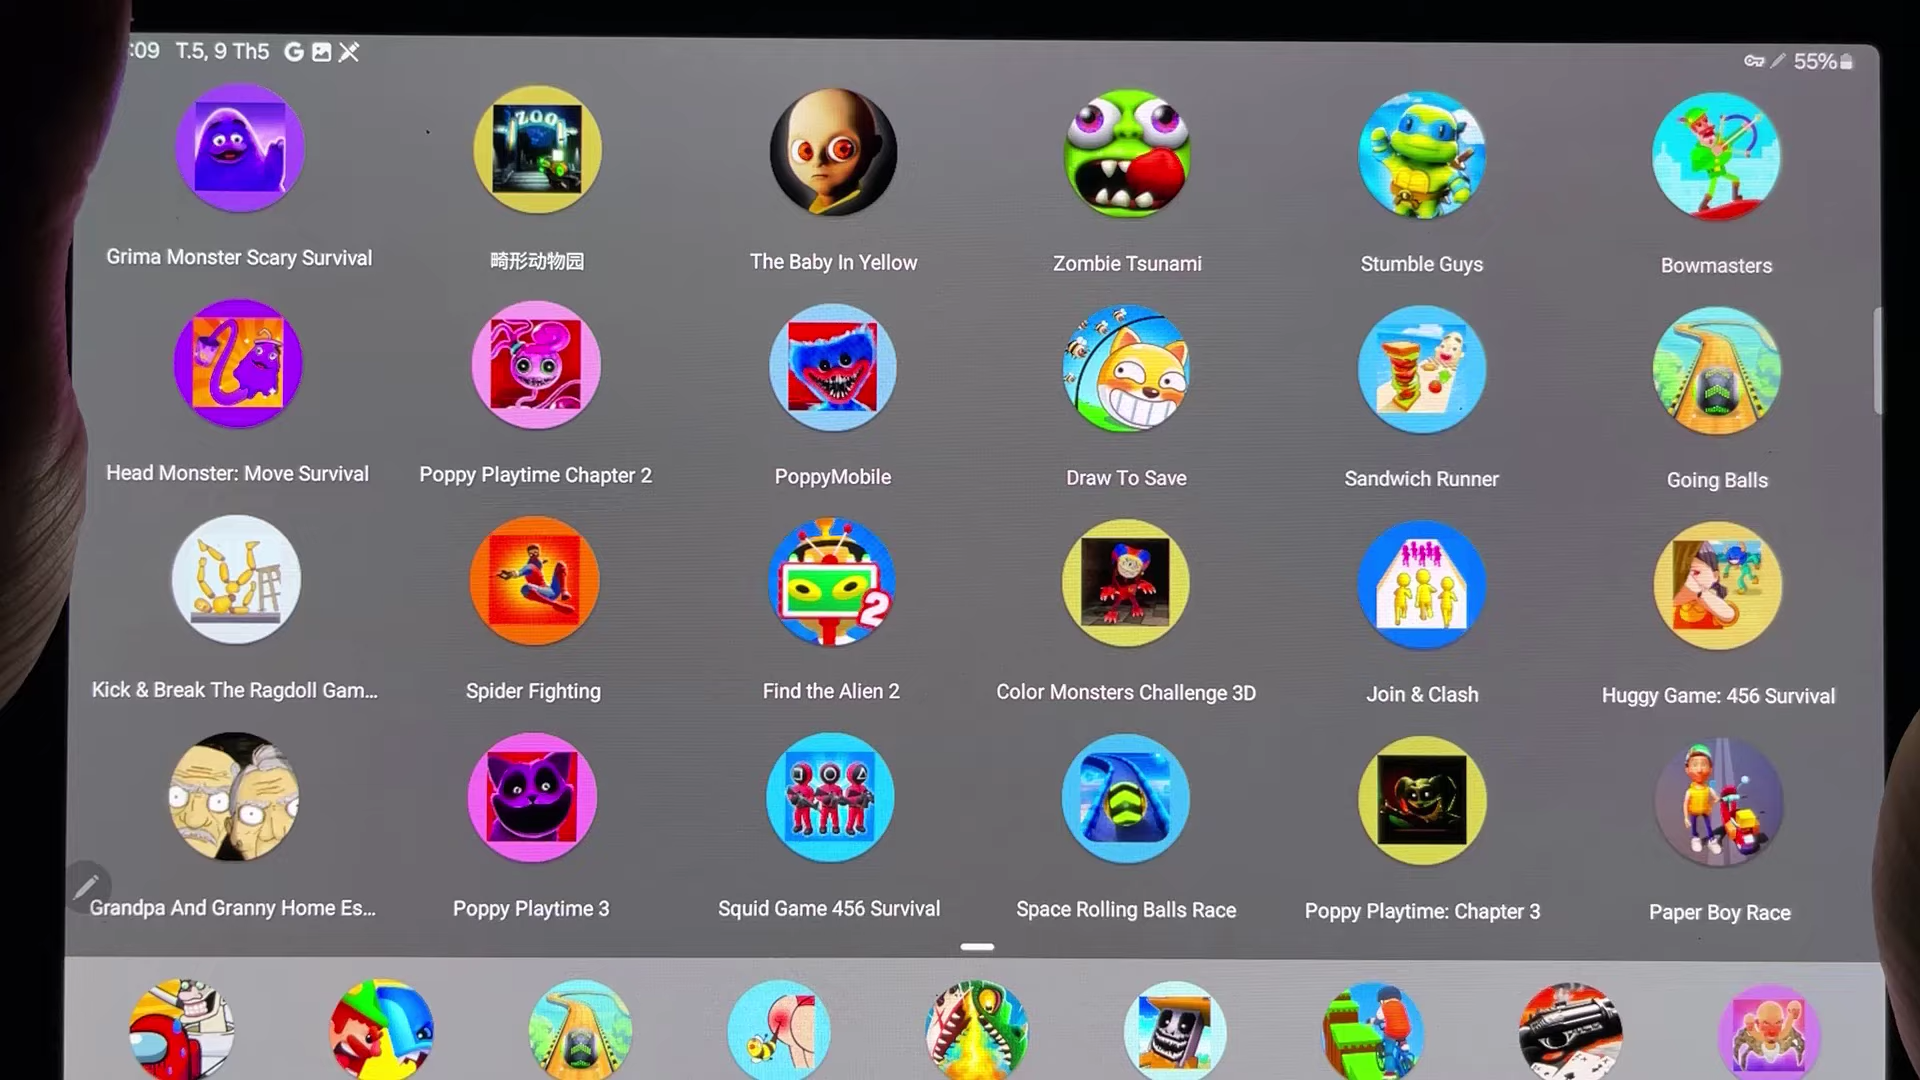 :09 T.5, 9 Th5 G
55%
ZOO
Grima Monster Scary Survival
畸形动物园
The Baby In Yellow
Zombie Tsunami
Stumble Guys
Bowmasters
Head Monster: Move Survival
Poppy Playtime Chapter 2
PoppyMobile
Draw To Save
Sandwich Runner
Going Balls
2
Kick & Break The Ragdoll Gam...
Spider Fighting
Find the Alien 2
Color Monsters Challenge 3D
Join & Clash
Huggy Game: 456 Survival
Grandpa And Granny Home Es...
Poppy Playtime 3
Squid Game 456 Survival
Space Rolling Balls Race
Poppy Playtime: Chapter 3
Paper Boy Race